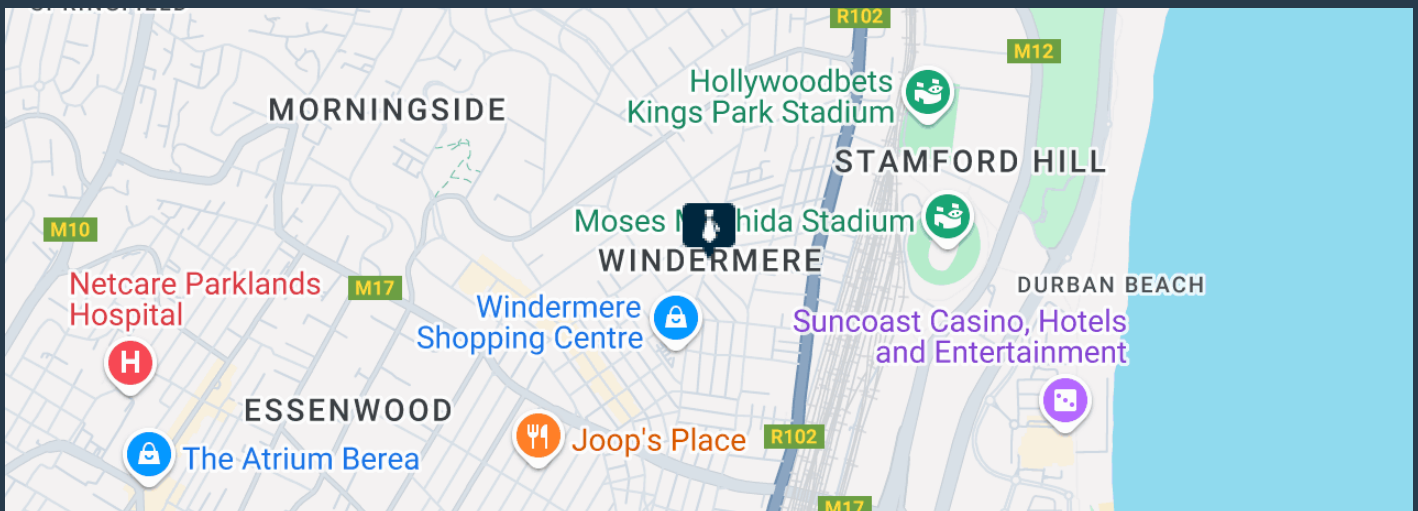 R102
M12
Hollywoodbets
Kings Park Stadium
MORNINGSIDE
STAMFORD HILL
M10
Moses M hida Stadium
WINDERMERE
Netcare Parklands
Hospital
M17
DURBAN BEACH
Windermere
Shopping Centre
Suncoast Casino, Hotels
and Entertainment
ESSENWOOD
Joop's Place
R102
The Atrium Berea
M17